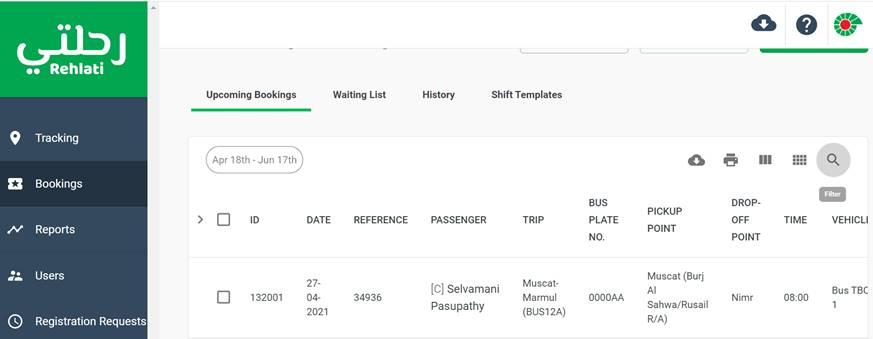 رحلتي
Rehlati
Tracking
Bookings
Reports
Users
Registration Requests
Upcoming Bookings
Waiting List
History
Shift Templates
Apr 18th - Jun 17th
Filter
ID
DATE
REFERENCE
PASSENGER
TRIP
BUS
PLATE
NO.
PICKUP
POINT
DROP-
OFF
POINT
TIME
VEHICL
132001
27-
04-
2021
34936
[C] Selvamani
Pasupathy
Muscat-
Marmul
(BUS12A)
0000AA
Muscat (Burj
Al
Sahwa/Rusail
R/A)
Nimr
08:00
Bus TBC
1